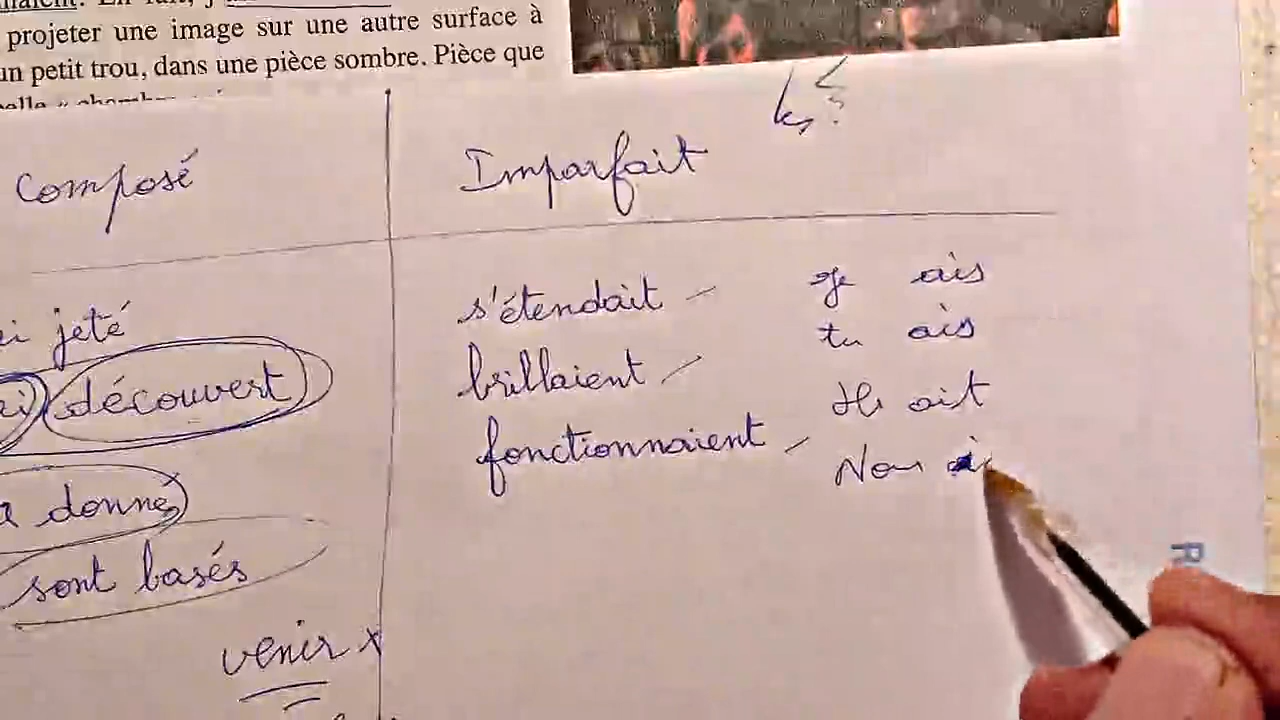 projeter une image sur une autre surface à
un petit trou, dans une pièce sombre. Pièce que
composé
Imparfait
jeté
découvert
donné
sont basés
venir x
s'étendait –
brillaient –
fonctionnaient –
Je ais
tu ais
Il ait
Nou
R